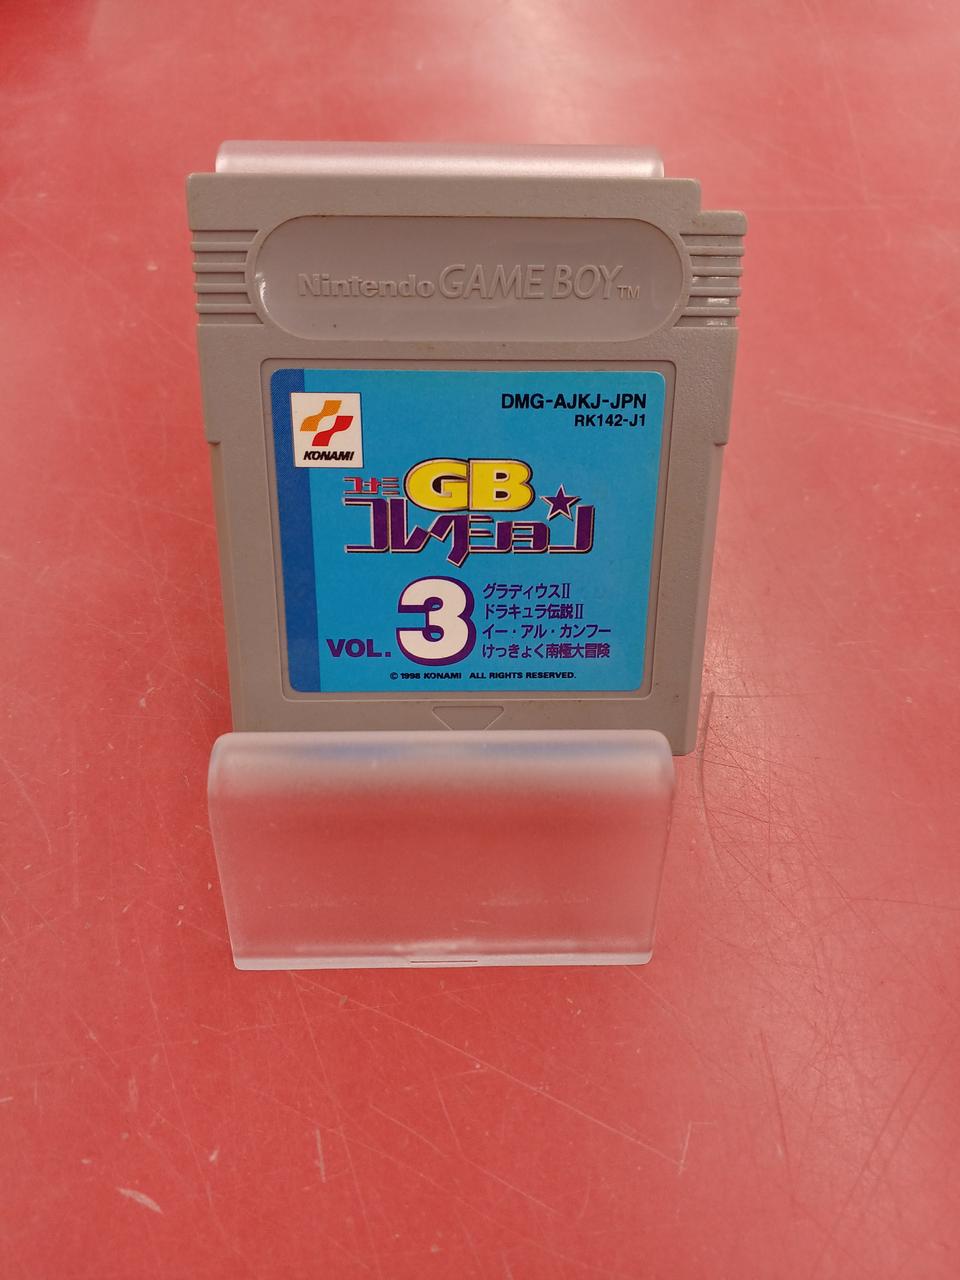 Nintendo GAME BOY TM
DMG-AJKJ-JPN
RK142-J1
KONAMI
コナミ GB
コレクション
VOL. 3
グラディウスII
ドラキュラ伝説II
イー・アル・カンフー
けっきょく南極大冒険
© 1998 KONAMI ALL RIGHTS RESERVED.